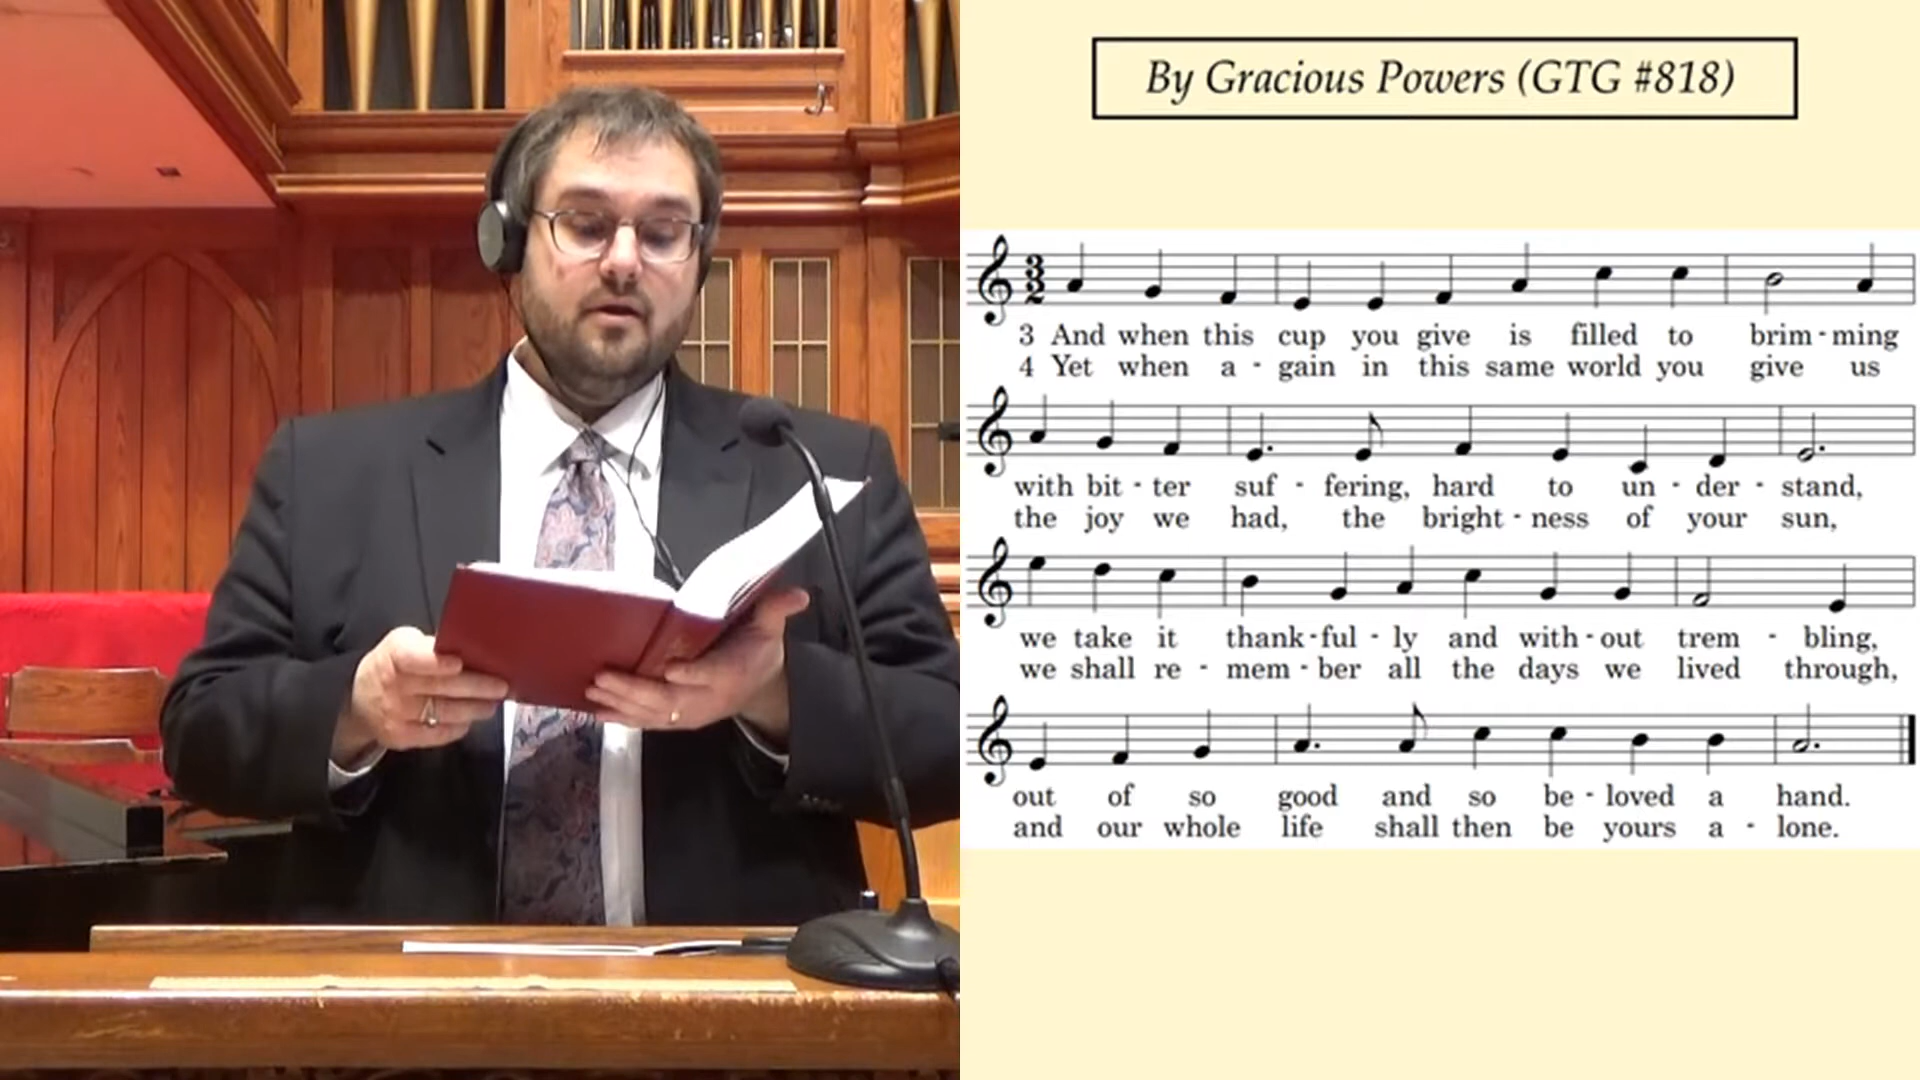 By Gracious Powers (GTG #818)
3 And when this cup you give is filled to brim - ming
4 Yet when a - gain in this same world you give us
with bit - ter suf - fering, hard to un - der - stand,
the joy we had, the bright - ness of your sun,
we take it thank - ful - ly and with - out trem - bling,
we shall re - mem - ber all the days we lived through,
out of so good and so be - loved a hand.
and our whole life shall then be yours a - lone.